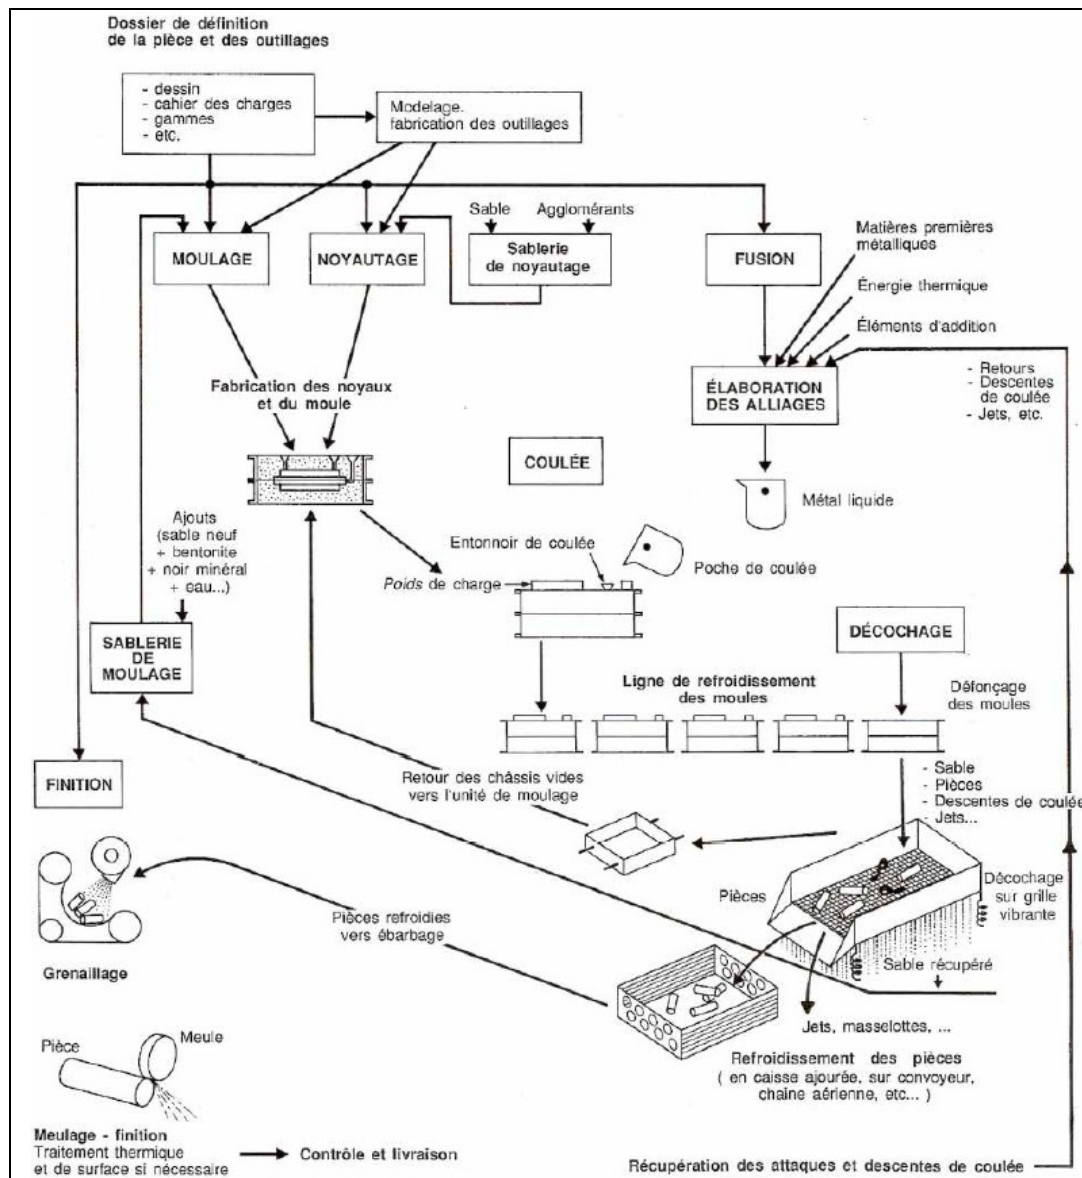 Dossier de définition
de la pièce et des outillages
- dessin
- cahier des charges
- gammes
- etc.
Modelage.
fabrication des outillages
Sable
Agglomérants
MOULAGE
NOYAUTAGE
Sablerie
de noyautage
FUSION
Matières premières
métalliques
Énergie thermique
Éléments d'addition
- Retours
- Descentes
de coulée
- Jets, etc.
Fabrication des noyaux
et du moule
ÉLABORATION
DES ALLIAGES
COULÉE
Métal liquide
Ajouts
(sable neuf
+ bentonite
+ noir minéral
+ eau...)
Entonnoir de coulée
Poids de charge
Poche de coulée
SABLERIE
DE
MOULAGE
DÉCOCHAGE
Ligne de refroidissement
des moules
Défonçage
des moules
FINITION
Retour des châssis vides
vers l'unité de moulage
- Sable
- Pièces
- Descentes de coulée
- Jets...
Pièces
Décochage
sur grille
vibrante
Pièces refroidies
vers ébarbage
Grenaillage
Sable récupéré
Jets, masselottes, ...
Pièce
Meule
Refroidissement des pièces
( en caisse ajourée, sur convoyeur,
chaîne aérienne, etc... )
Meulage - finition
Traitement thermique
et de surface si nécessaire
Contrôle et livraison
Récupération des attaques et descentes de coulée